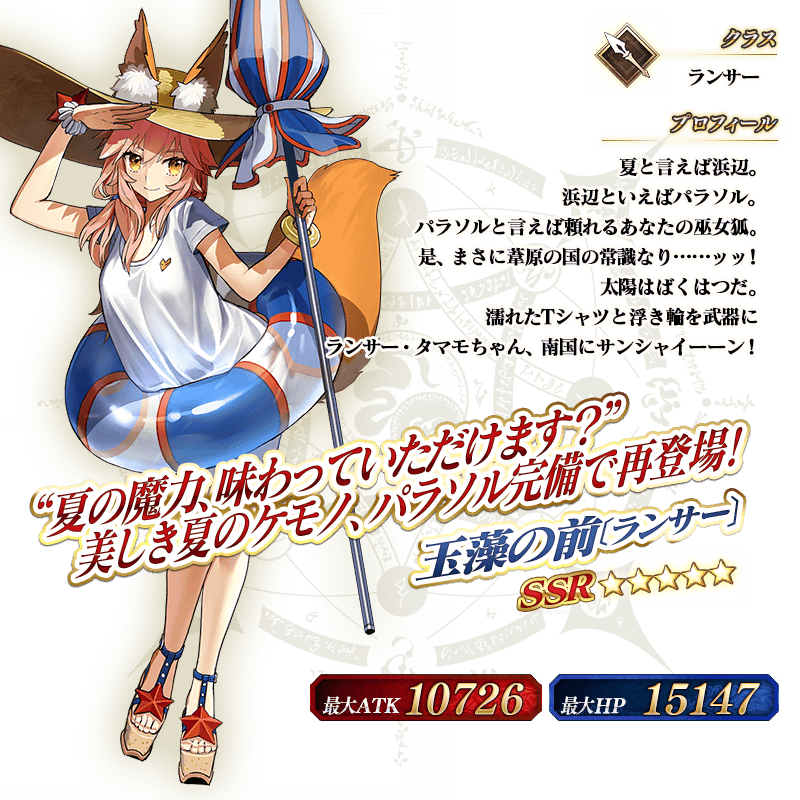 クラス
ランサー
プロフィール
夏と言えば浜辺。
浜辺といえばパラソル。
パラソルと言えば頼れるあなたの巫女狐。
是、まさに葦原の国の常識なり……ッッ！
太陽はばくはつだ。
濡れたTシャツと浮き輪を武器に
ランサー・タマモちゃん、南国にサンシャイーーン！
“夏の魔力、味わっていただけます？”
美しき夏のケモノ、パラソル完備で再登場！
玉藻の前〔ランサー〕
SSR ☆☆☆☆☆
最大ATK 10726
最大HP 15147